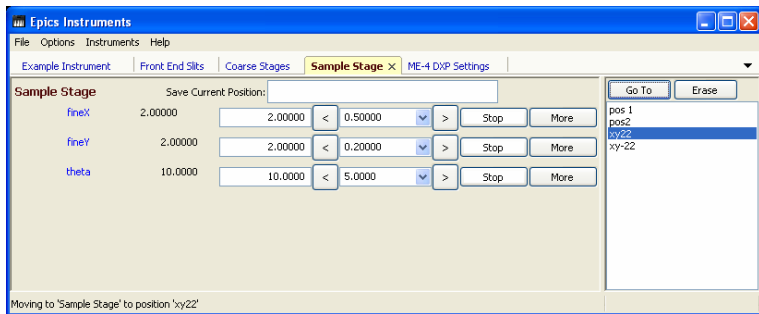 Epics Instruments
File Options Instruments Help
Example Instrument Front End Slits Coarse Stages Sample Stage × ME-4 DXP Settings
Sample Stage Save Current Position:
fineX 2.00000 2.00000 < 0.50000 > Stop More
fineY 2.00000 2.00000 < 0.20000 > Stop More
theta 10.0000 10.0000 < 5.0000 > Stop More
Go To Erase
pos 1
pos2
xy22
xy-22
Moving to 'Sample Stage' to position 'xy22'